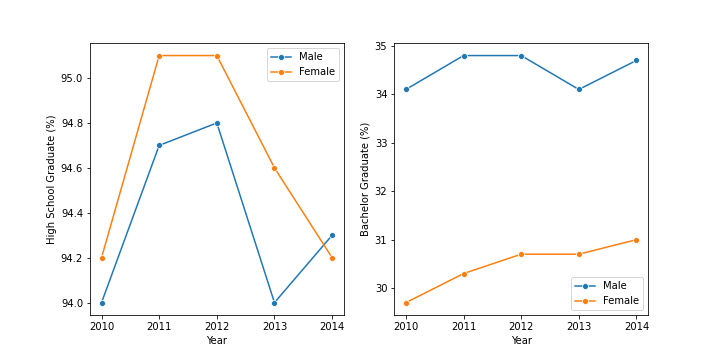 High School Graduate (%)
95.0
94.8
94.6
94.4
94.2
94.0
2010 2011 2012 2013 2014
Year
Male
Female
Bachelor Graduate (%)
35
34
33
32
31
30
2010 2011 2012 2013 2014
Year
Male
Female